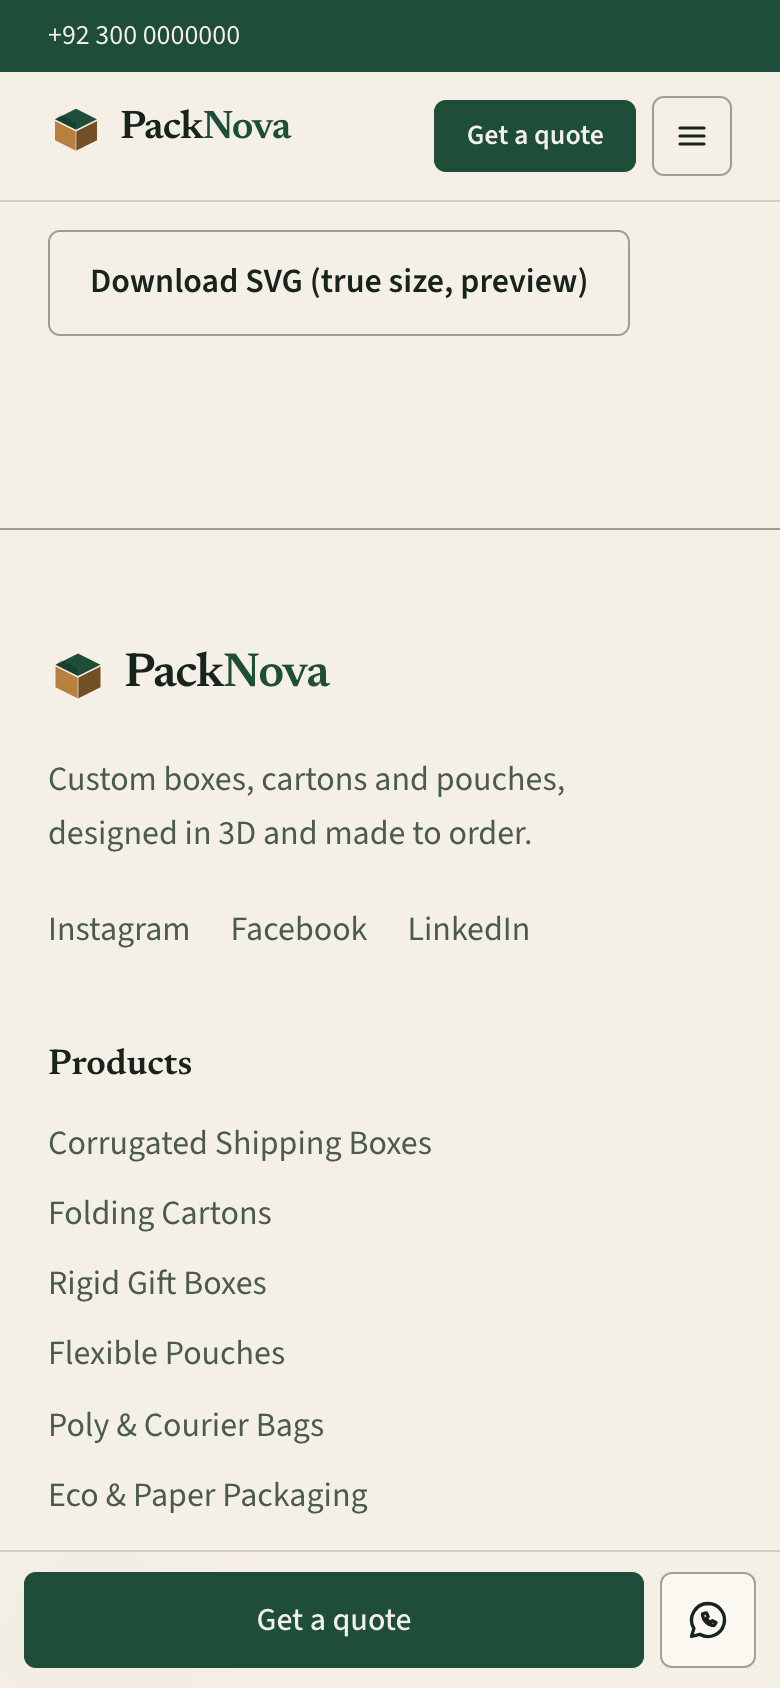 +92 300 0000000
PackNova
Get a quote
Download SVG (true size, preview)
PackNova
Custom boxes, cartons and pouches,
designed in 3D and made to order.
Instagram Facebook LinkedIn
Products
Corrugated Shipping Boxes
Folding Cartons
Rigid Gift Boxes
Flexible Pouches
Poly & Courier Bags
Eco & Paper Packaging
Get a quote